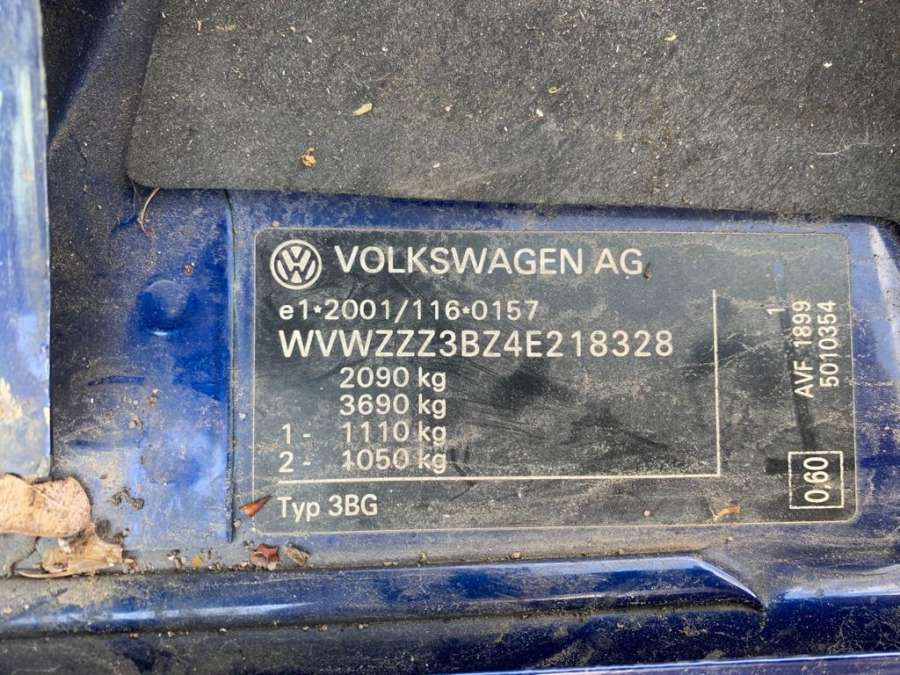 VOLKSWAGEN AG
e1*2001/116*0157
WVWZZZ3BZ4E218328
2090 kg
3690 kg
1 - 1110 kg
2 - 1050 kg
Typ 3BG
1
AVF 1899
5010354
0,60